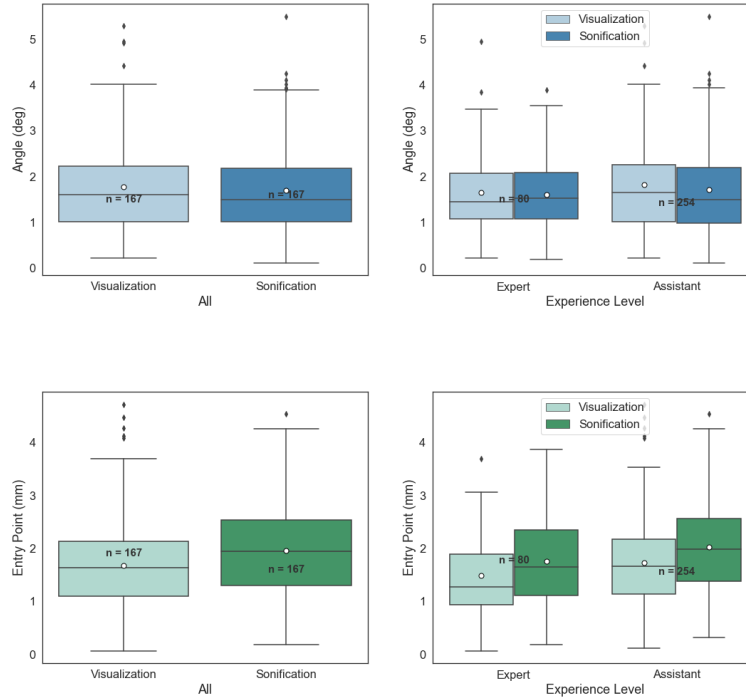 5
4
3
2
1
0
Angle (deg)
n = 167
n = 167
Visualization
Sonification
All
5
4
3
2
1
0
Angle (deg)
Visualization
Sonification
n = 80
n = 254
Expert
Assistant
Experience Level
4
3
2
1
0
Entry Point (mm)
n = 167
n = 167
Visualization
Sonification
All
4
3
2
1
0
Entry Point (mm)
Visualization
Sonification
n = 80
n = 254
Expert
Assistant
Experience Level